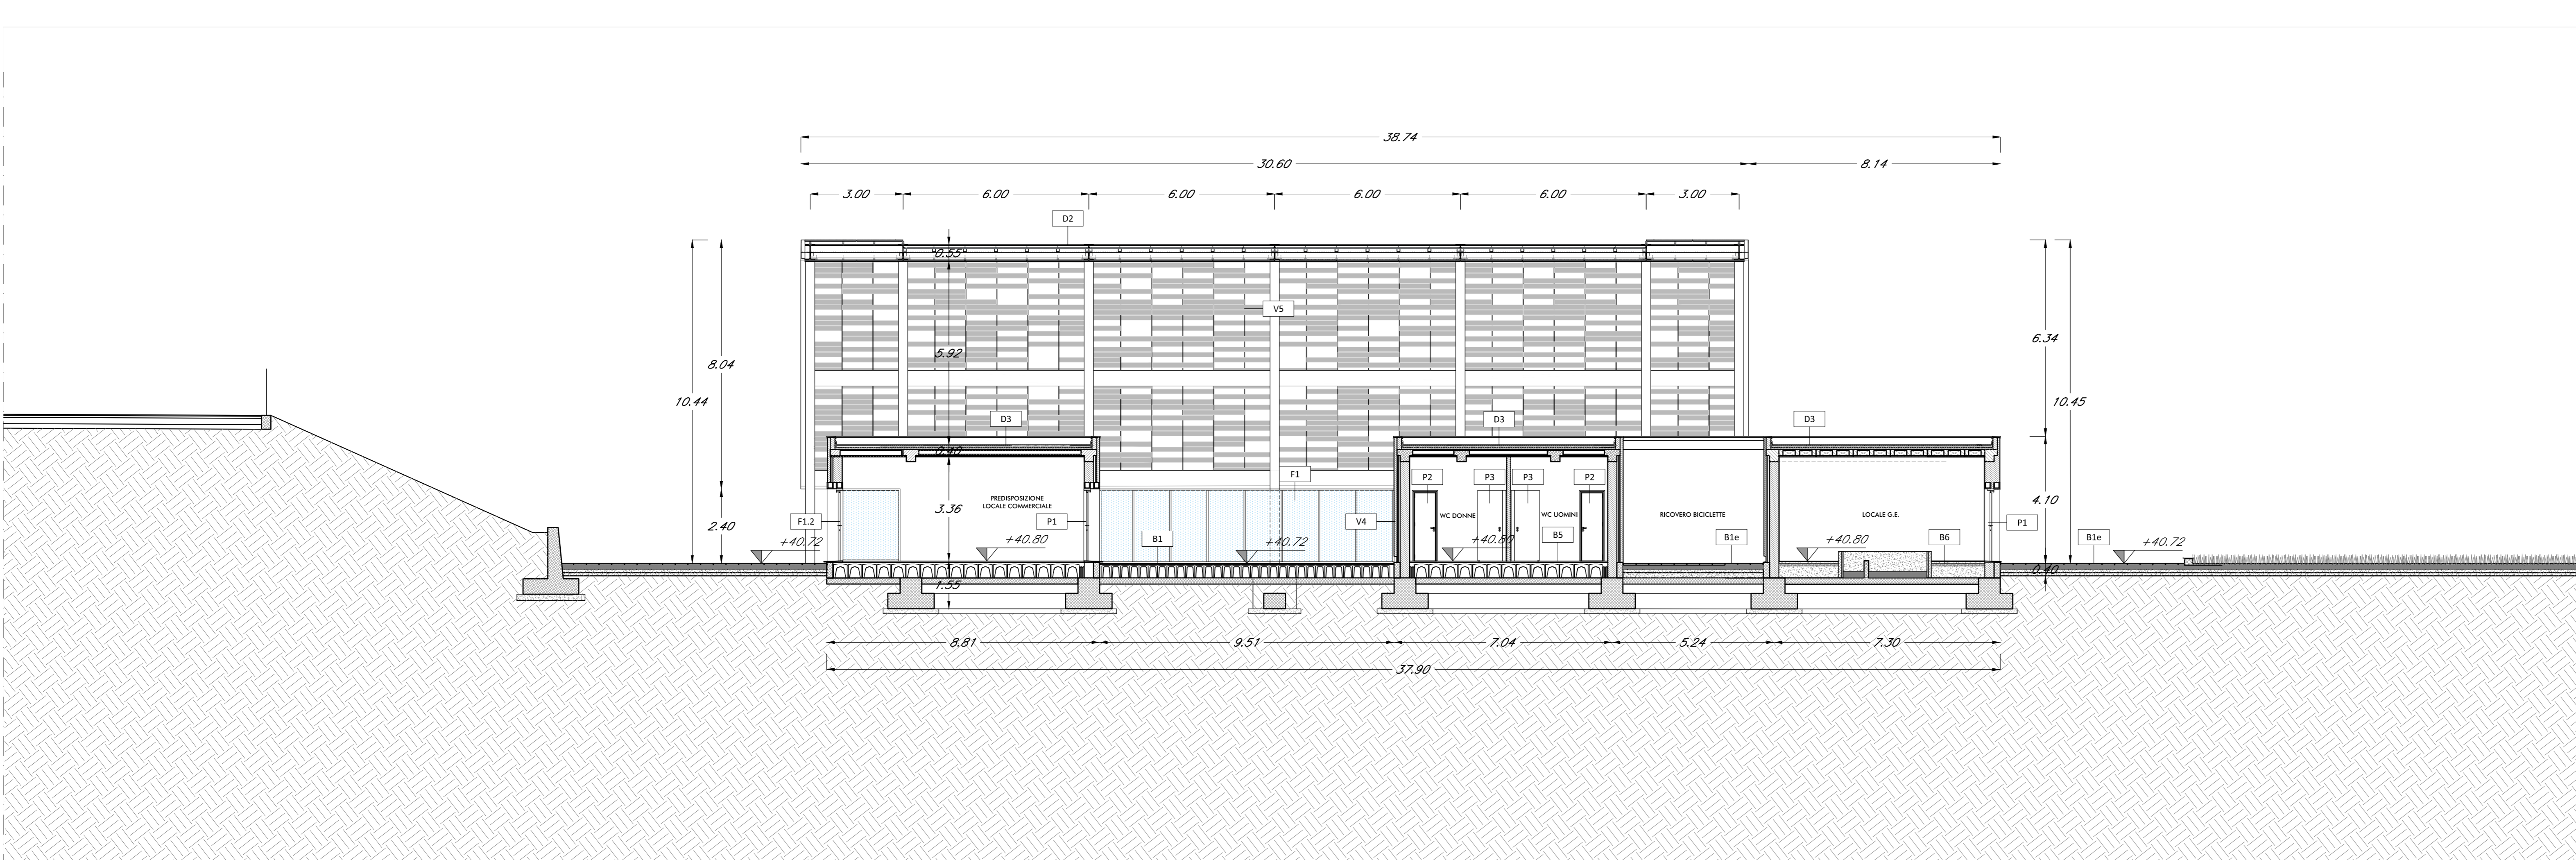 38.74
30.60
8.14
3.00
6.00
6.00
6.00
6.00
3.00
D2
0.55
V5
5.92
8.04
10.44
6.34
10.45
D3
D3
D3
0.40
F1
P2
P3
P3
P2
PREDISPOSIZIONE
LOCALE COMMERCIALE
3.36
4.10
2.40
F1.2
P1
V4
WC DONNE
WC UOMINI
RICOVERO BICICLETTE
LOCALE G.E.
P1
B1
B5
B1e
B6
B1e
+40.72
+40.80
+40.72
+40.80
+40.80
+40.72
0.40
1.55
8.81
9.51
7.04
5.24
7.30
37.90